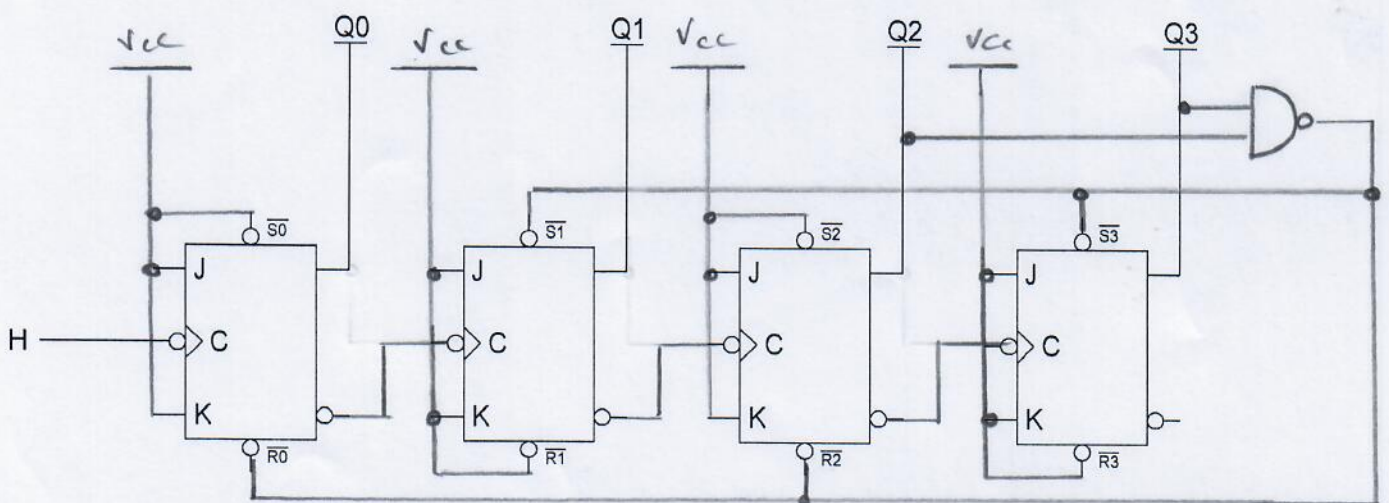 Vcc Q0 Vcc Q1 Vcc Q2 Vcc Q3
S0 S1 S2 S3
J J J J
H C C C C
K K K K
R0 R1 R2 R3